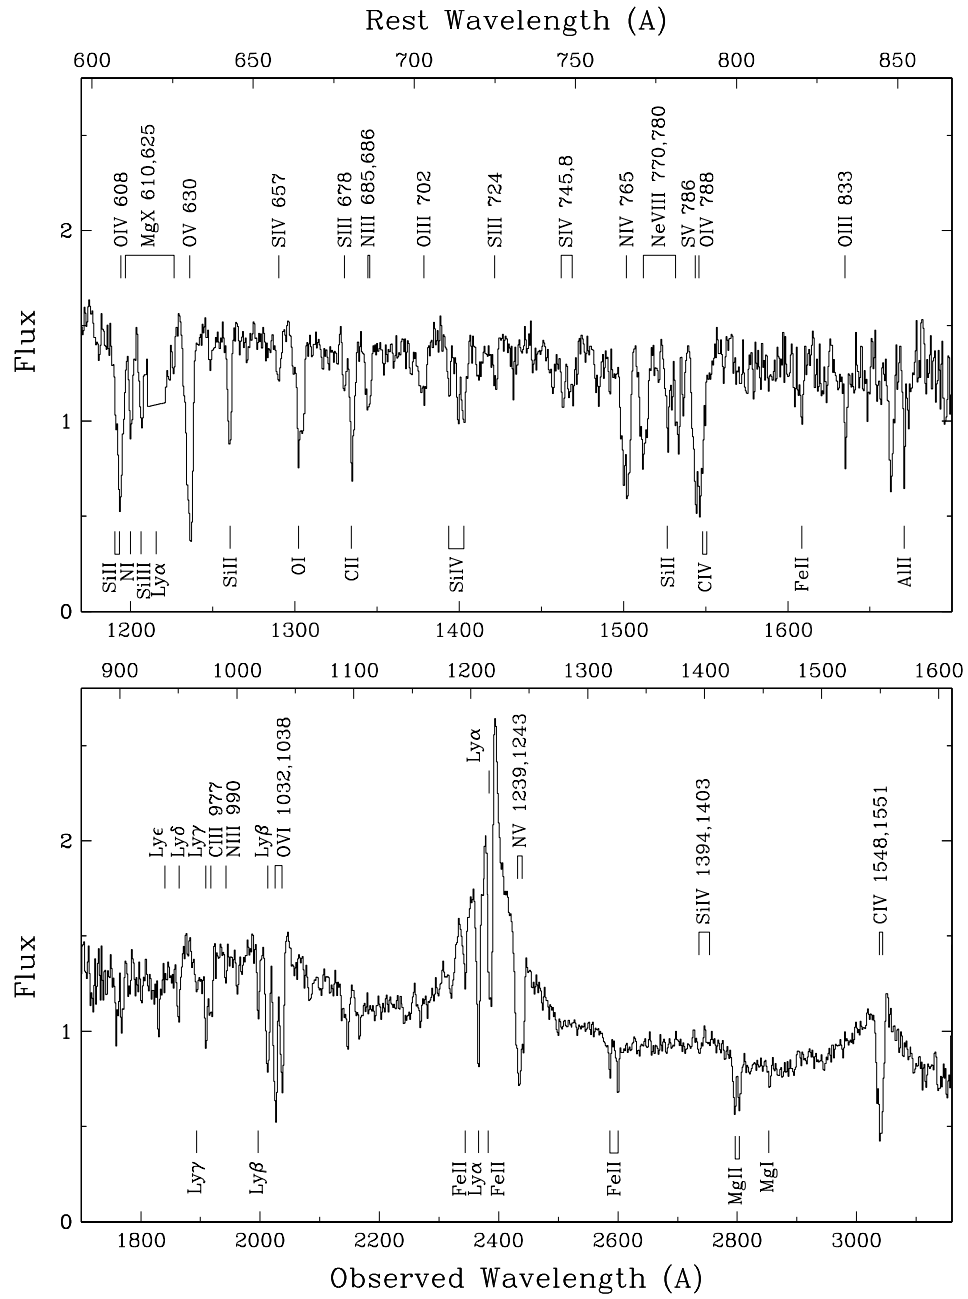 Rest Wavelength (A)
600 650 700 750 800 850
OIV 608
MgX 610,625
OV 630
SIV 657
SIII 678
NIII 685,686
OIII 702
SIII 724
SIV 745,8
NIV 765
NeVIII 770,780
SV 786
OIV 788
OIII 833
2
1
0
Flux
SiII
NI
SiIII
Lyα
SiII
OI
CII
SiIV
SiII
CIV
FeII
AlII
1200 1300 1400 1500 1600
900 1000 1100 1200 1300 1400 1500 1600
Lyϵ
Lyδ
Lyγ
CIII 977
NIII 990
Lyβ
OVI 1032,1038
Lyα
NV 1239,1243
SiIV 1394,1403
CIV 1548,1551
2
1
0
Flux
Lyγ
Lyβ
FeII
Lyα
FeII
FeII
MgII
MgI
1800 2000 2200 2400 2600 2800 3000
Observed Wavelength (A)